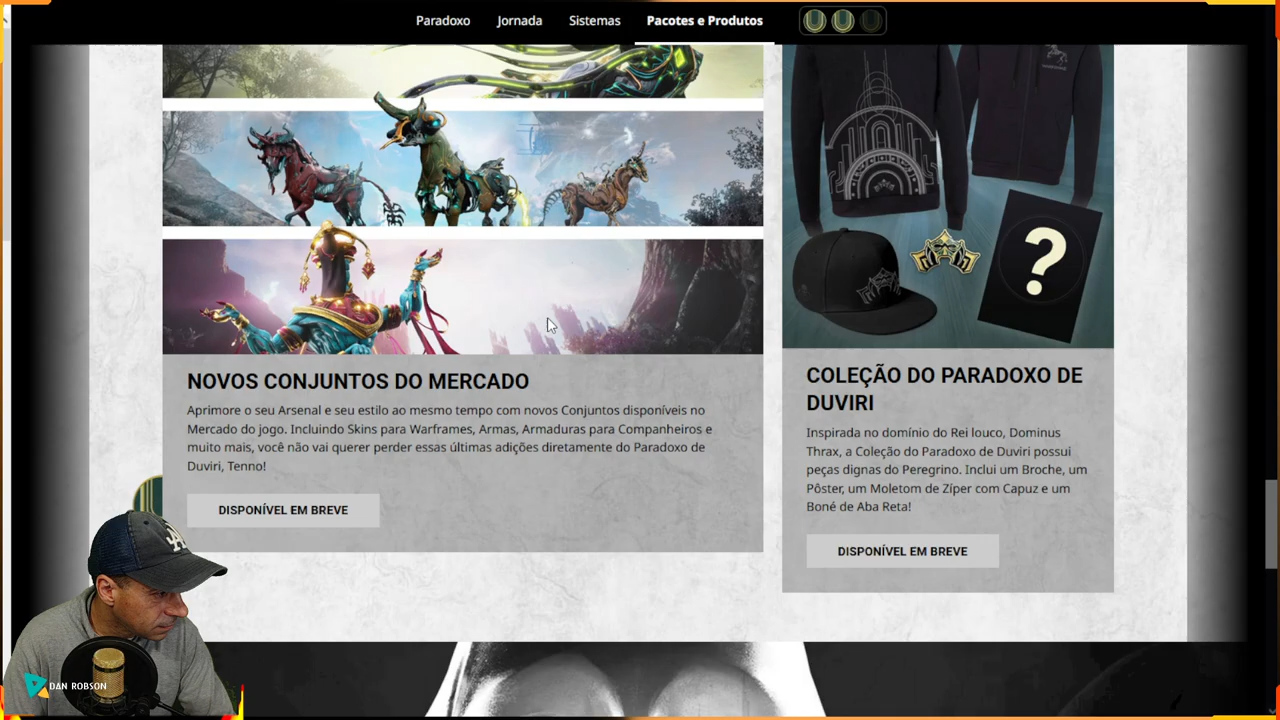 Paradoxo Jornada Sistemas Pacotes e Produtos
NOVOS CONJUNTOS DO MERCADO
Aprimore o seu Arsenal e seu estilo ao mesmo tempo com novos Conjuntos disponíveis no
Mercado do jogo. Incluindo Skins para Warframes, Armas, Armaduras para Companheiros e
muito mais, você não vai querer perder essas últimas adições diretamente do Paradoxo de
Duviri, Tenno!
DISPONÍVEL EM BREVE
?
COLEÇÃO DO PARADOXO DE
DUVIRI
Inspirada no domínio do Rei louco, Dominus
Thrax, a Coleção do Paradoxo de Duviri possui
peças dignas do Peregrino. Inclui um Broche, um
Pôster, um Moletom de Zíper com Capuz e um
Boné de Aba Reta!
DISPONÍVEL EM BREVE
DAN ROBSON